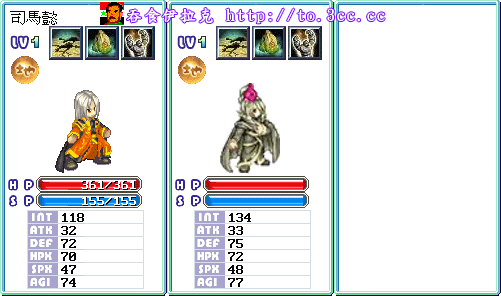 司馬懿
吞食伊拉克 http://to.3cc.cc
LV1
地
HP 361/361
SP 155/155
INT 118
ATK 32
DEF 72
HPK 70
SPK 47
AGI 74
LV1
地
HP
SP
INT 134
ATK 33
DEF 75
HPK 72
SPK 48
AGI 77